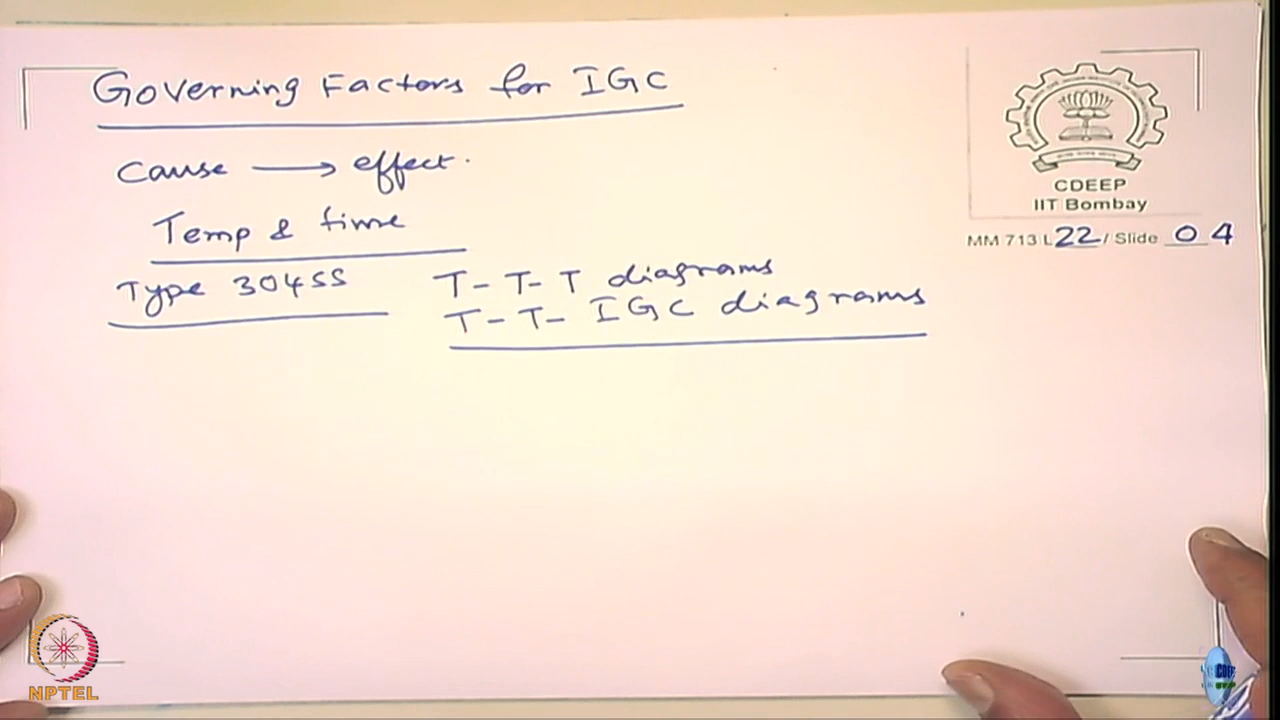 Governing Factors for IGC
Cause → effect.
Temp & time
Type 304SS
T-T-T diagrams
T-T-IGC diagrams
CDEEP
IIT Bombay
MM 713 L22 / Slide 04
NPTEL